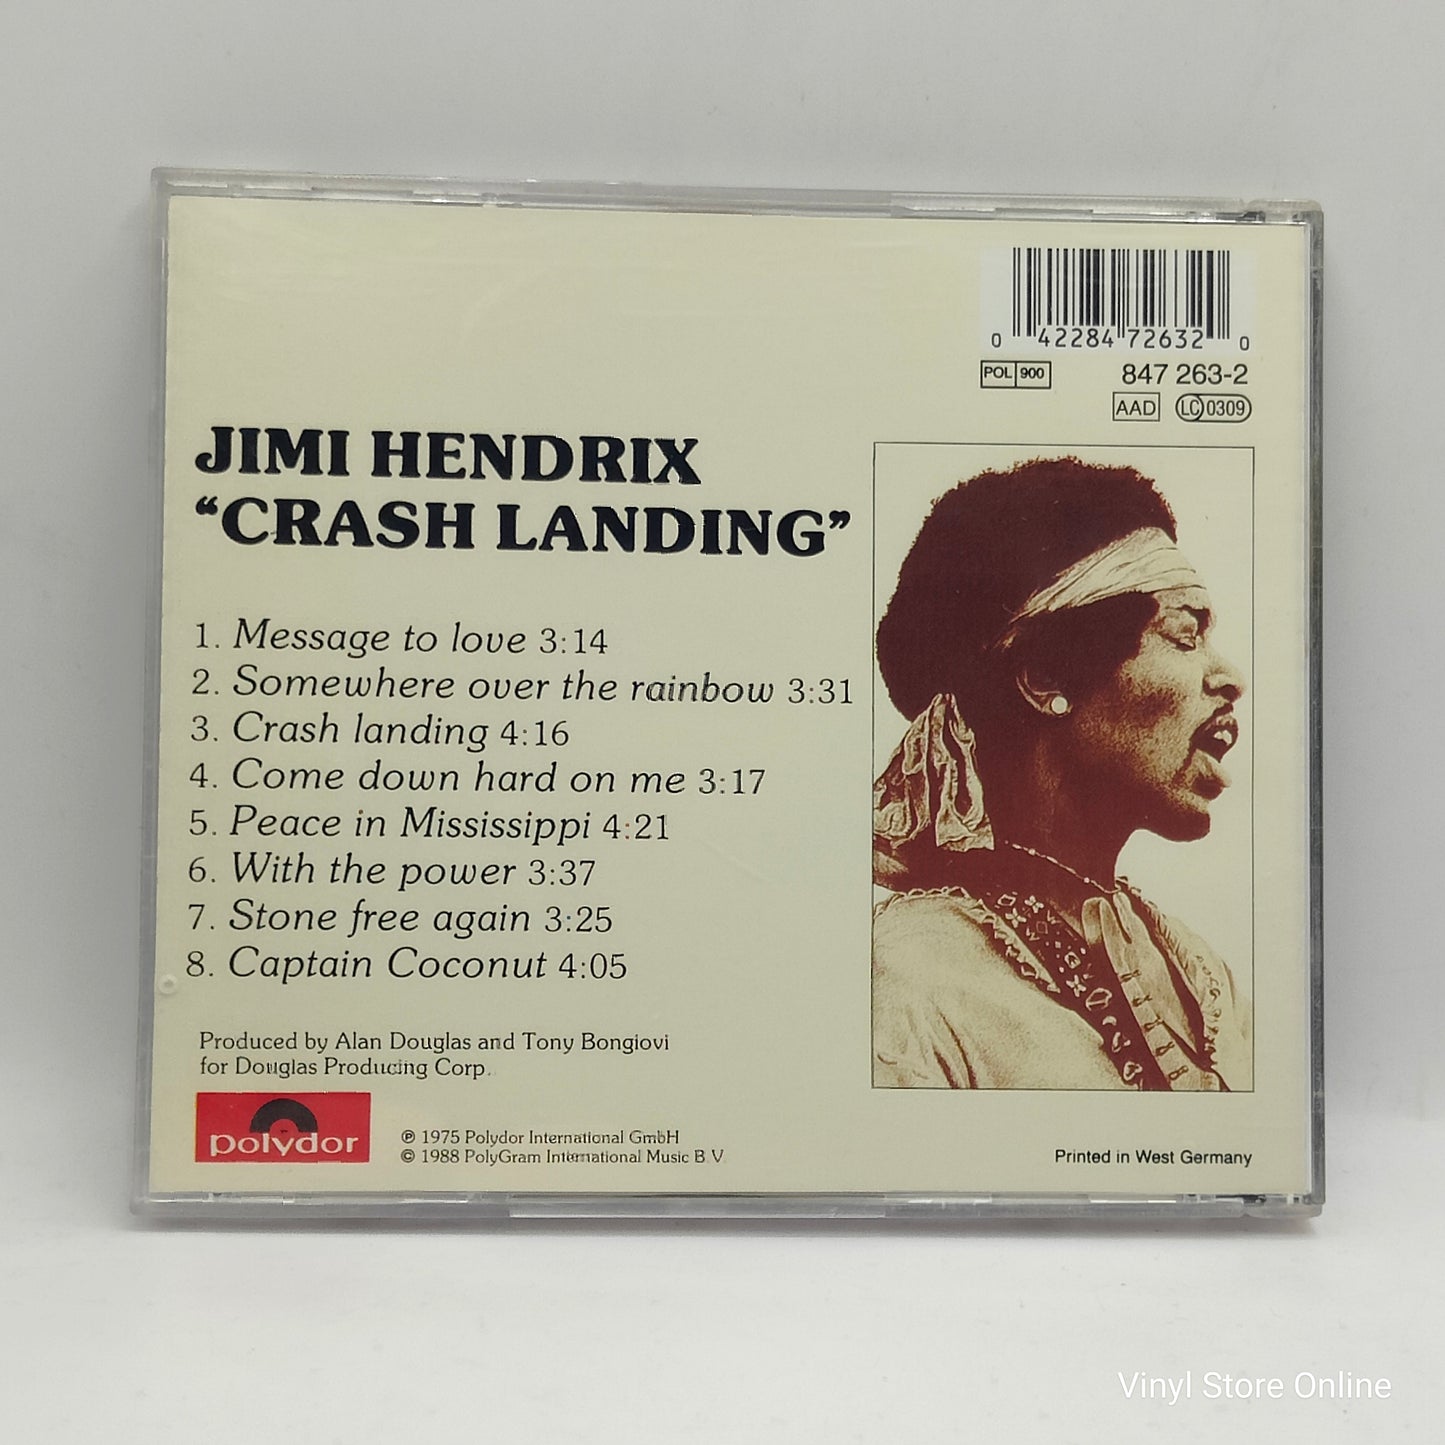 0 42284 72632 0
POL 900 847 263-2
AAD LC 0309
JIMI HENDRIX
“CRASH LANDING”
1. Message to love 3:14
2. Somewhere over the rainbow 3:31
3. Crash landing 4:16
4. Come down hard on me 3:17
5. Peace in Mississippi 4:21
6. With the power 3:37
7. Stone free again 3:25
8. Captain Coconut 4:05
Produced by Alan Douglas and Tony Bongiovi
for Douglas Producing Corp.
polydor
℗ 1975 Polydor International GmbH
© 1988 PolyGram International Music B.V.
Printed in West Germany
Vinyl Store Online